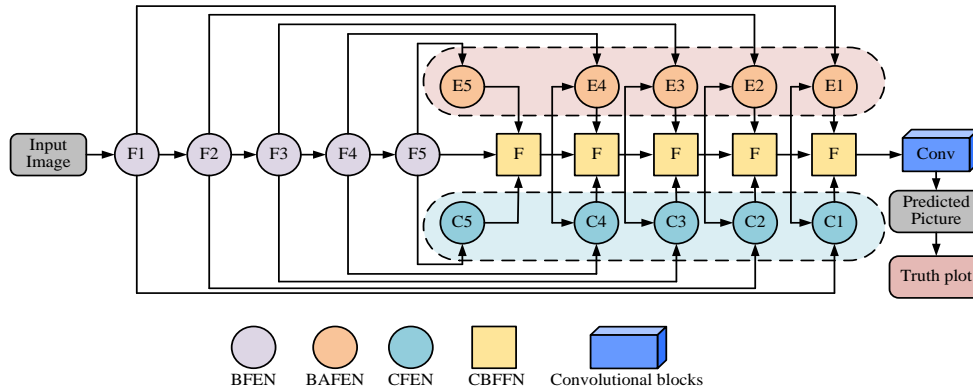 E5
E4
E3
E2
E1
Input
Image
F1
F2
F3
F4
F5
F
F
F
F
F
Conv
C5
C4
C3
C2
C1
Predicted
Picture
Truth plot
BFEN
BAFEN
CFEN
CBFFN
Convolutional blocks